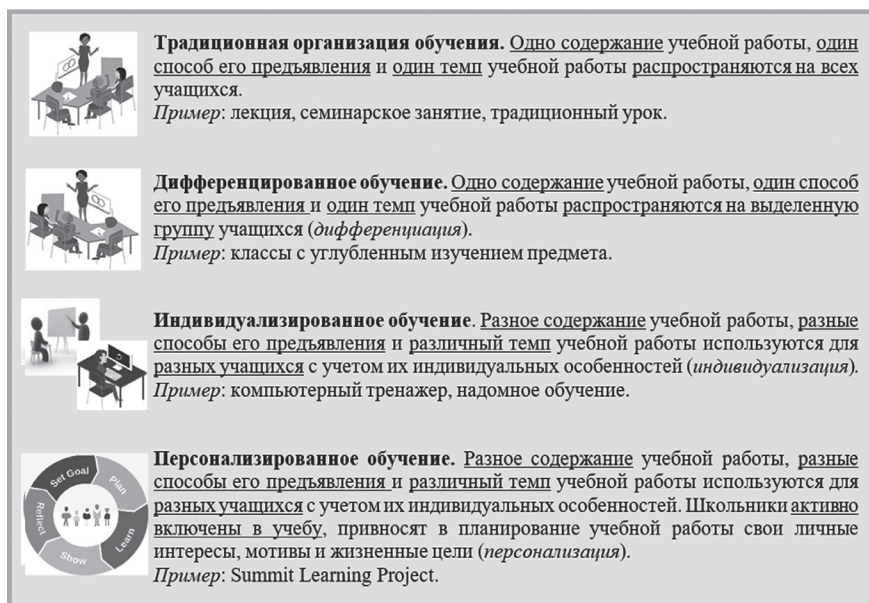 Традиционная организация обучения. Одно содержание учебной работы, один
способ его предъявления и один темп учебной работы распространяются на всех
учащихся.
Пример: лекция, семинарское занятие, традиционный урок.
Дифференцированное обучение. Одно содержание учебной работы, один способ
его предъявления и один темп учебной работы распространяются на выделенную
группу учащихся (дифференциация).
Пример: классы с углубленным изучением предмета.
Индивидуализированное обучение. Разное содержание учебной работы, разные
способы его предъявления и различный темп учебной работы используются для
разных учащихся с учетом их индивидуальных особенностей (индивидуализация).
Пример: компьютерный тренажер, надомное обучение.
Set Goal
Plan
Learn
Show
Reflect
Персонализированное обучение. Разное содержание учебной работы, разные
способы его предъявления и различный темп учебной работы используются для
разных учащихся с учетом их индивидуальных особенностей. Школьники активно
включены в учебу, привносят в планирование учебной работы свои личные
интересы, мотивы и жизненные цели (персонализация).
Пример: Summit Learning Project.